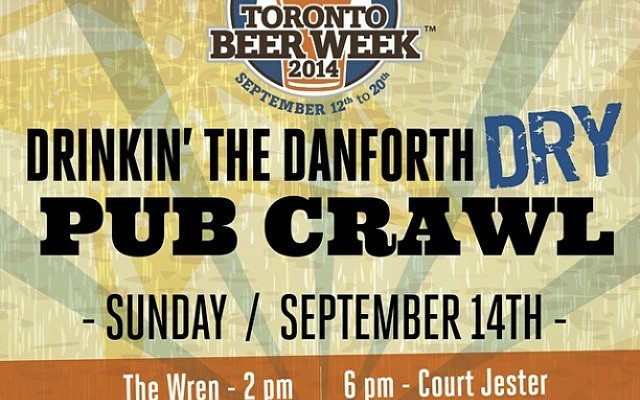 TORONTO
BEER WEEK™
2014
SEPTEMBER 12th to 20th
DRINKIN' THE DANFORTH DRY
PUB CRAWL
- SUNDAY / SEPTEMBER 14TH -
The Wren - 2 pm 6 pm - Court Jester